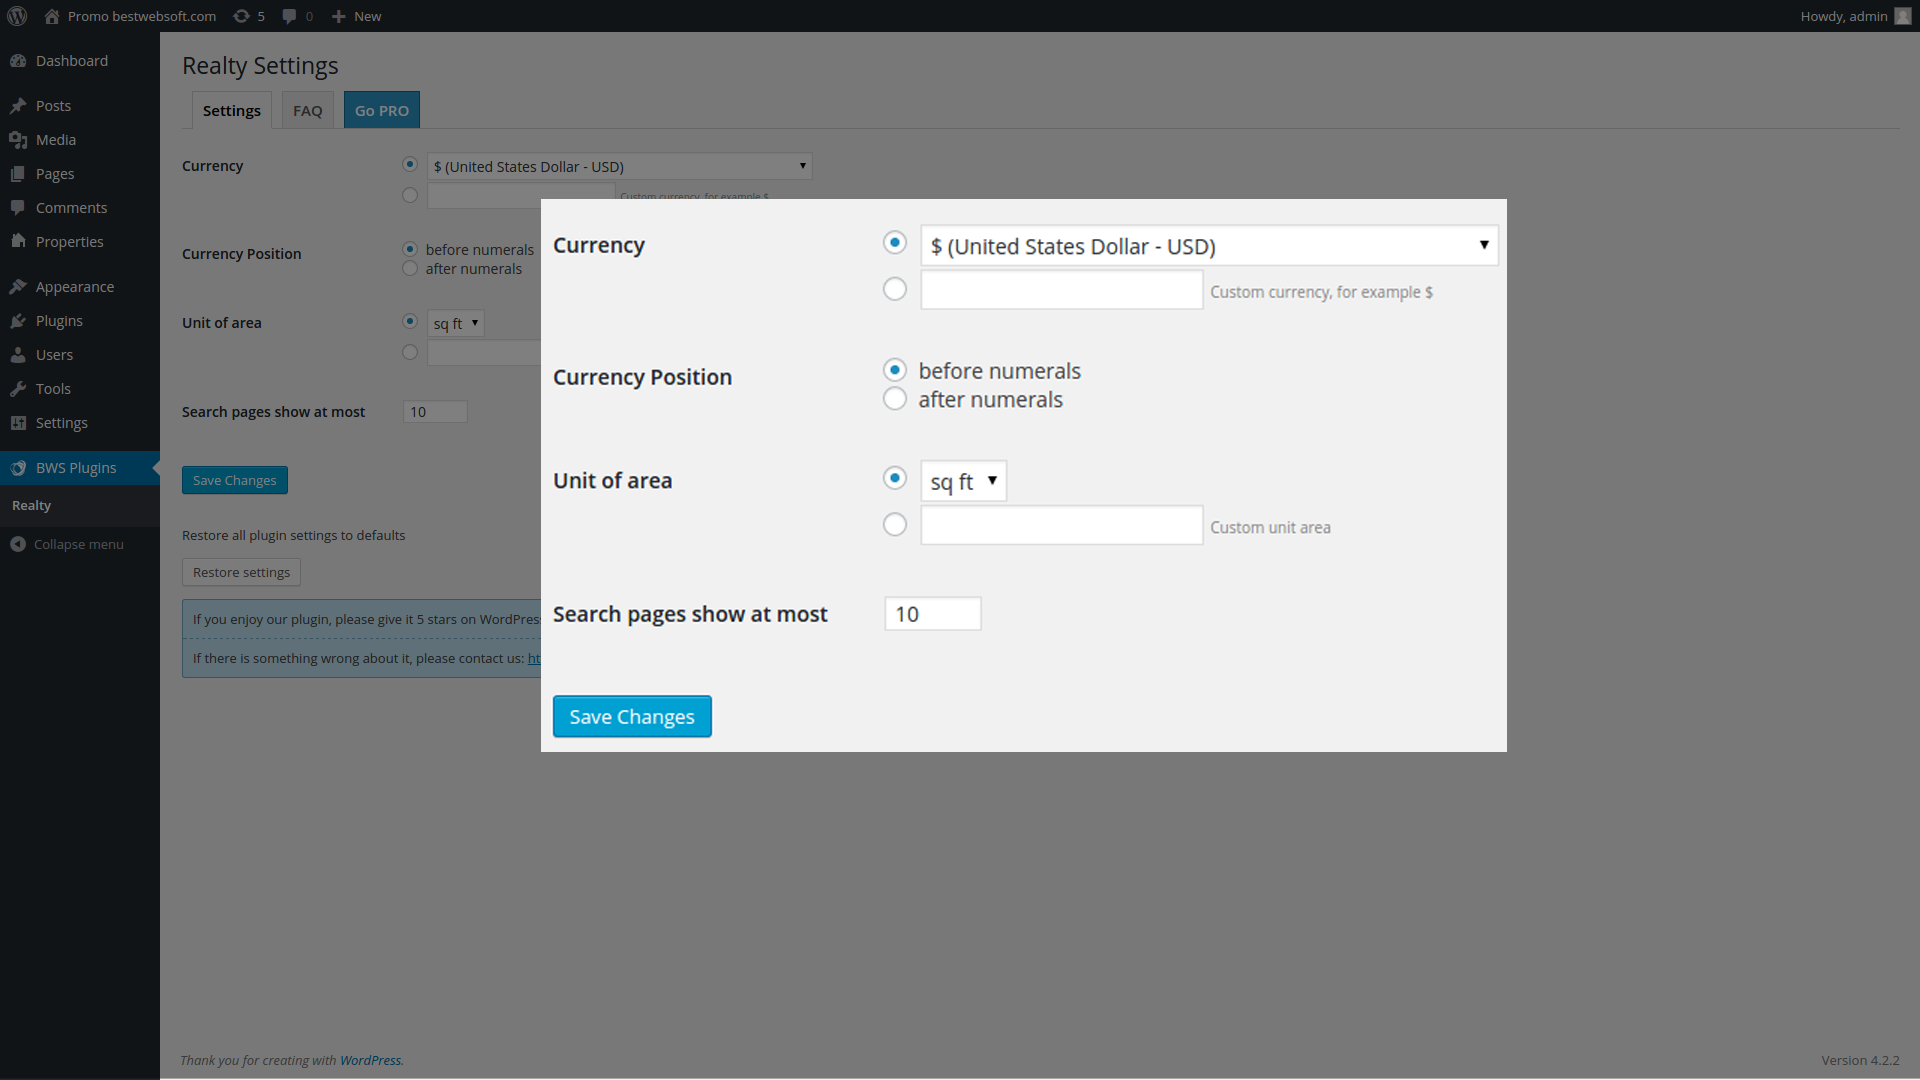 Promo bestwebsoft.com 5 0 New Howdy, admin
Dashboard
Posts
Media
Pages
Comments
Properties
Appearance
Plugins
Users
Tools
Settings
BWS Plugins
Realty
Collapse menu
Realty Settings
Settings FAQ Go PRO
Currency $ (United States Dollar - USD)
Custom currency, for example $
Currency Position before numerals
after numerals
Unit of area sq ft
Search pages show at most 10
Save Changes
Restore all plugin settings to defaults
Restore settings
If you enjoy our plugin, please give it 5 stars on WordPres
If there is something wrong about it, please contact us: ht
Currency $ (United States Dollar - USD)
Custom currency, for example $
Currency Position before numerals
after numerals
Unit of area sq ft
Custom unit area
Search pages show at most 10
Save Changes
Thank you for creating with WordPress. Version 4.2.2